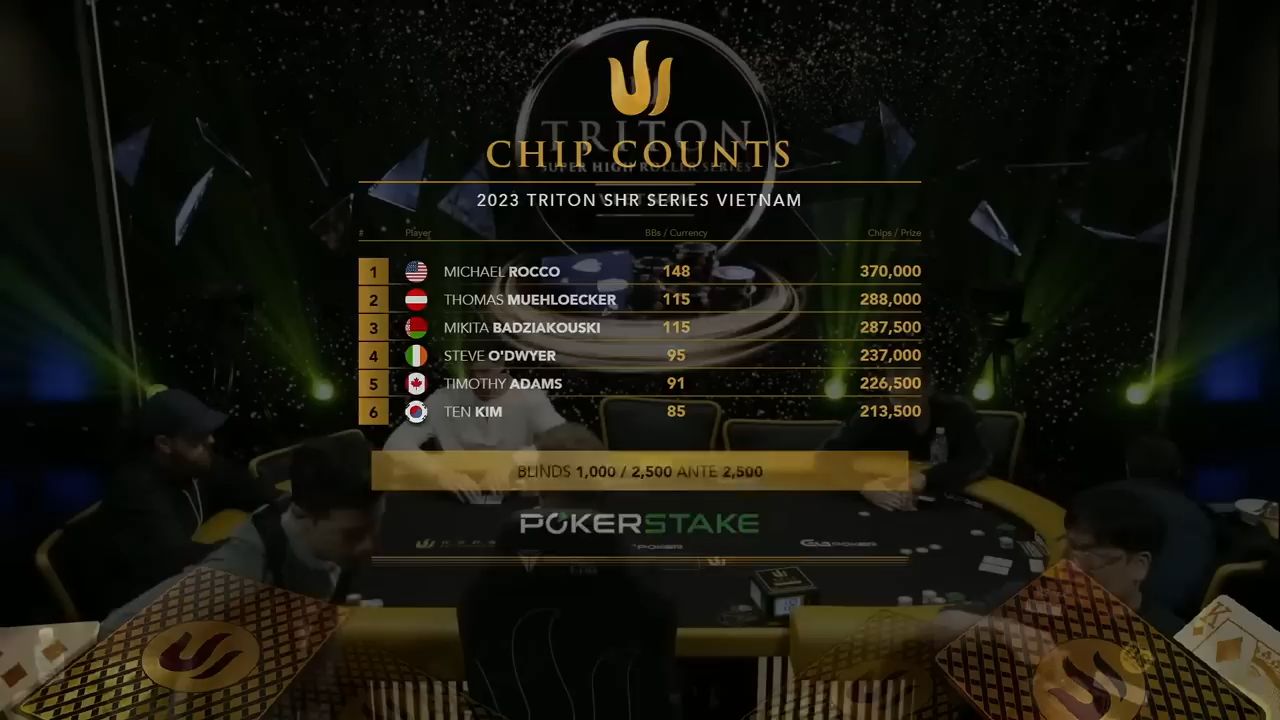 TRITON
CHIP COUNTS
SUPER HIGH ROLLER SERIES
2023 TRITON SHR SERIES VIETNAM
# Player BBs / Currency Chips / Prize
1 MICHAEL ROCCO 148 370,000
2 THOMAS MUEHLOECKER 115 288,000
3 MIKITA BADZIAKOUSKI 115 287,500
4 STEVE O'DWYER 95 237,000
5 TIMOTHY ADAMS 91 226,500
6 TEN KIM 85 213,500
BLINDS 1,000 / 2,500 ANTE 2,500
POKERSTAKE
K